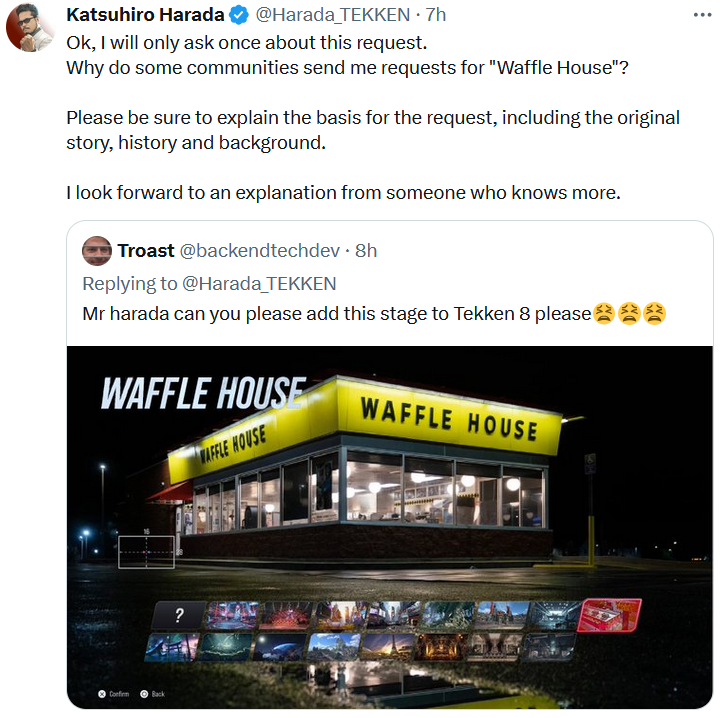 Katsuhiro Harada @Harada_TEKKEN · 7h
Ok, I will only ask once about this request.
Why do some communities send me requests for "Waffle House"?
Please be sure to explain the basis for the request, including the original
story, history and background.
I look forward to an explanation from someone who knows more.
Troast @backendtechdev · 8h
Replying to @Harada_TEKKEN
Mr harada can you please add this stage to Tekken 8 please😫😫😫
WAFFLE HOUSE
WAFFLE HOUSE
WAFFLE HOUSE
16
?
Confirm Back